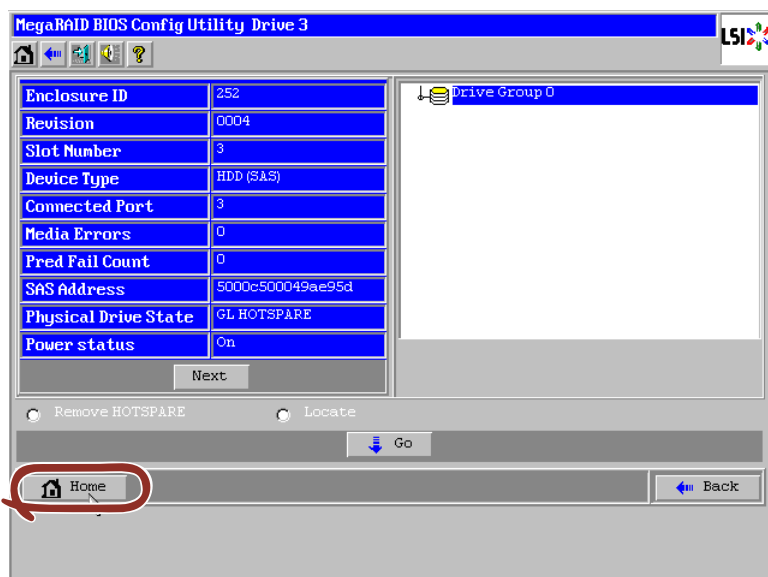 MegaRAID BIOS Config Utility Drive 3
LSI
Enclosure ID 252
Revision 0004
Slot Number 3
Device Type HDD (SAS)
Connected Port 3
Media Errors 0
Pred Fail Count 0
SAS Address 5000c500049ae95d
Physical Drive State GL HOTSPARE
Power status On
Next
Drive Group 0
Remove HOTSPARE Locate
Go
Home
Back